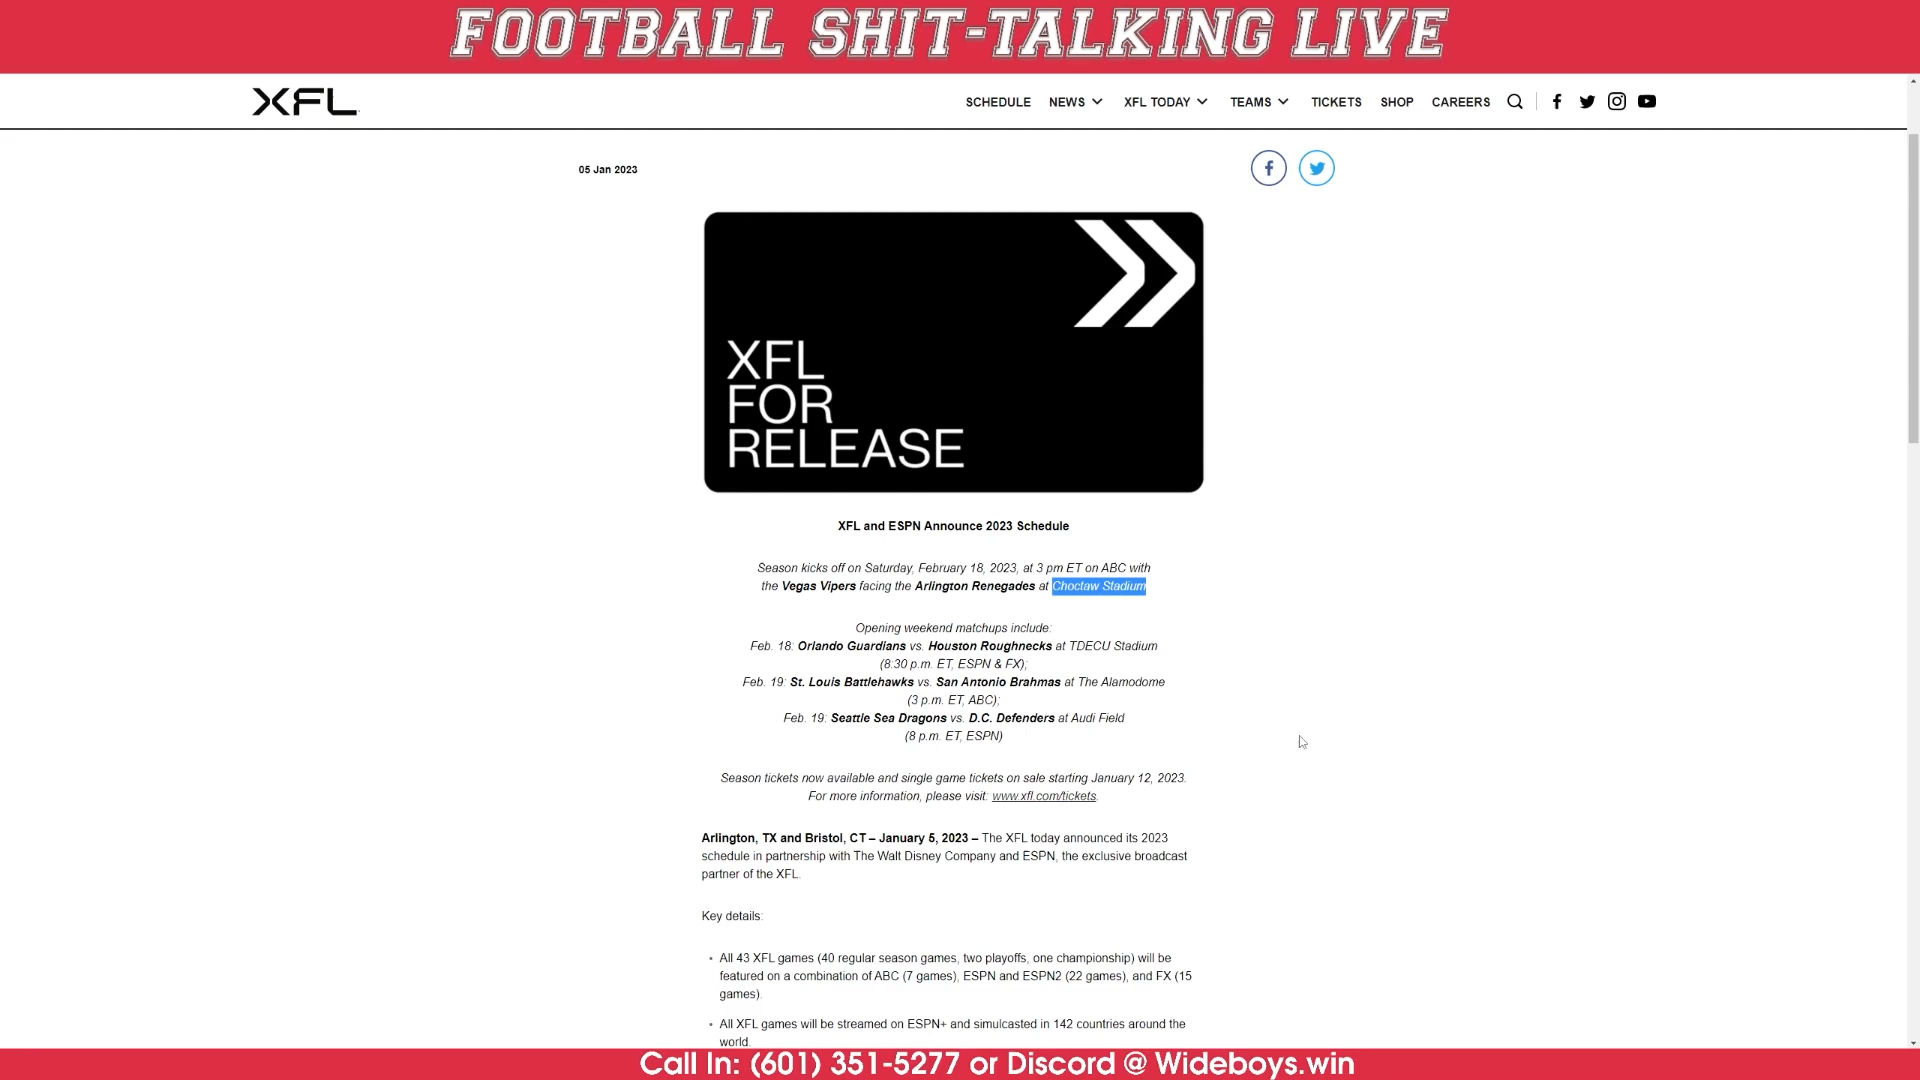 FOOTBALL SHIT-TALKING LIVE
XFL
SCHEDULE NEWS XFL TODAY TEAMS TICKETS SHOP CAREERS
05 Jan 2023
XFL
FOR
RELEASE
XFL and ESPN Announce 2023 Schedule
Season kicks off on Saturday, February 18, 2023, at 3 pm ET on ABC with
the Vegas Vipers facing the Arlington Renegades at Choctaw Stadium
Opening weekend matchups include:
Feb. 18: Orlando Guardians vs. Houston Roughnecks at TDECU Stadium
(8:30 p.m. ET, ESPN & FX);
Feb. 19: St. Louis Battlehawks vs. San Antonio Brahmas at The Alamodome
(3 p.m. ET, ABC);
Feb. 19: Seattle Sea Dragons vs. D.C. Defenders at Audi Field
(8 p.m. ET, ESPN)
Season tickets now available and single game tickets on sale starting January 12, 2023.
For more information, please visit: www.xfl.com/tickets.
Arlington, TX and Bristol, CT – January 5, 2023 – The XFL today announced its 2023
schedule in partnership with The Walt Disney Company and ESPN, the exclusive broadcast
partner of the XFL.
Key details:
• All 43 XFL games (40 regular season games, two playoffs, one championship) will be
featured on a combination of ABC (7 games), ESPN and ESPN2 (22 games), and FX (15
games).
• All XFL games will be streamed on ESPN+ and simulcasted in 142 countries around the
world.
Call In: (601) 351-5277 or Discord @ Wideboys.win